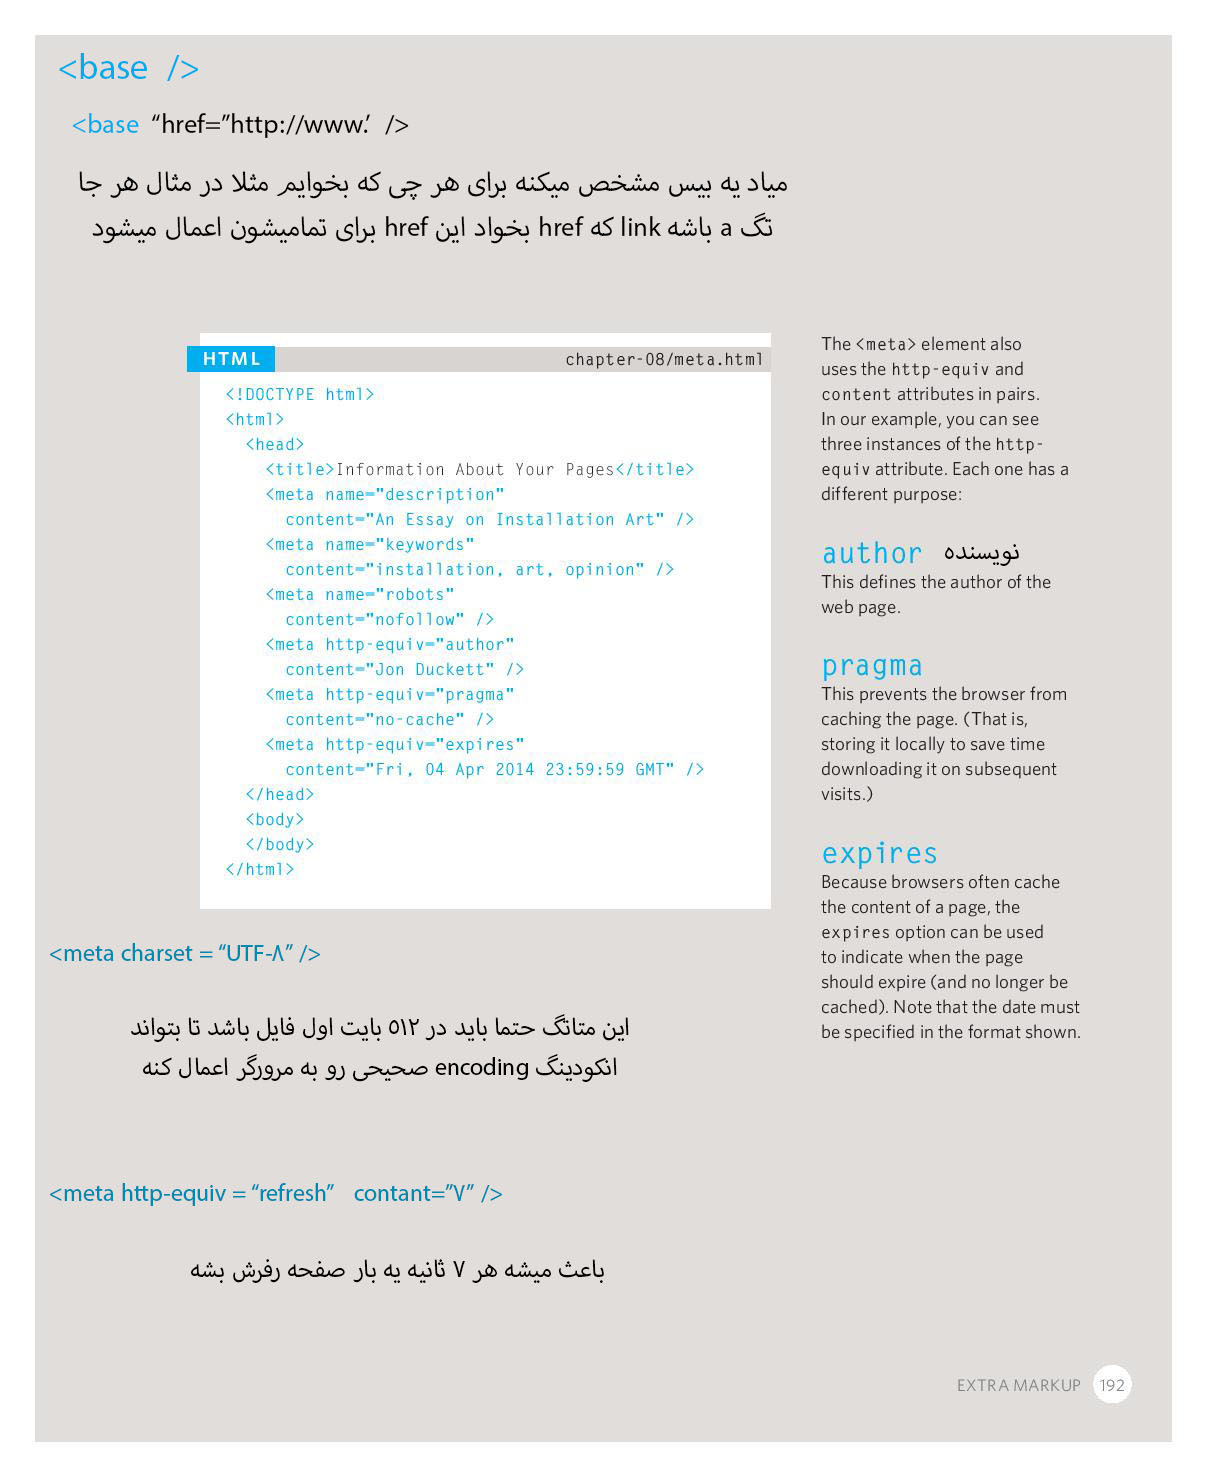 <base />
<base “href=”http://www.’ />
میاد یه بیس مشخص میکنه برای هر چی که بخوایم مثلا در مثال هر جا
تگ a باشه link که href بخواد این href برای تمامیشون اعمال میشود
HTML
chapter-08/meta.html
<!DOCTYPE html>
<html>
<head>
<title>Information About Your Pages</title>
<meta name="description"
content="An Essay on Installation Art" />
<meta name="keywords"
content="installation, art, opinion" />
<meta name="robots"
content="nofollow" />
<meta http-equiv="author"
content="Jon Duckett" />
<meta http-equiv="pragma"
content="no-cache" />
<meta http-equiv="expires"
content="Fri, 04 Apr 2014 23:59:59 GMT" />
</head>
<body>
</body>
</html>
The <meta> element also
uses the http-equiv and
content attributes in pairs.
In our example, you can see
three instances of the http-
equiv attribute. Each one has a
different purpose:
author نویسنده
This defines the author of the
web page.
pragma
This prevents the browser from
caching the page. (That is,
storing it locally to save time
downloading it on subsequent
visits.)
expires
Because browsers often cache
the content of a page, the
expires option can be used
to indicate when the page
should expire (and no longer be
cached). Note that the date must
be specified in the format shown.
<meta charset = “UTF-۸” />
این متاتگ حتما باید در ۵۱۲ بایت اول فایل باشد تا بتواند
انکودینگ encoding صحیحی رو به مرورگر اعمال کنه
<meta http-equiv = “refresh” contant=”۷” />
باعث میشه هر ۷ ثانیه یه بار صفحه رفرش بشه
EXTRA MARKUP 192